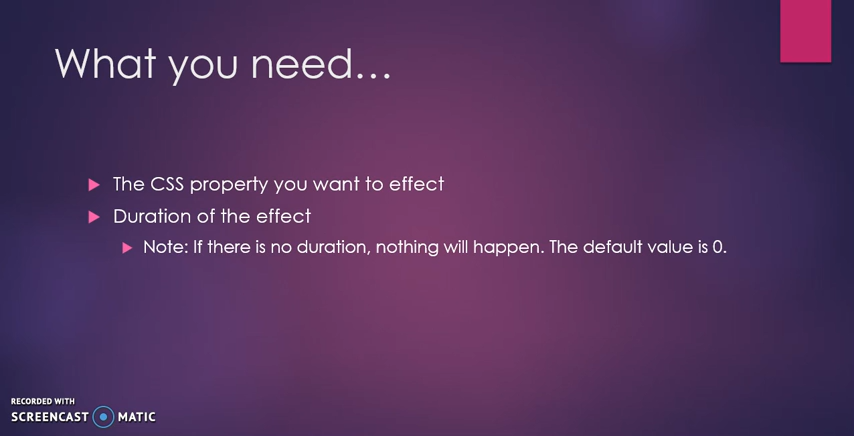 What you need…
The CSS property you want to effect
Duration of the effect
Note: If there is no duration, nothing will happen. The default value is 0.
RECORDED WITH
SCREENCAST MATIC